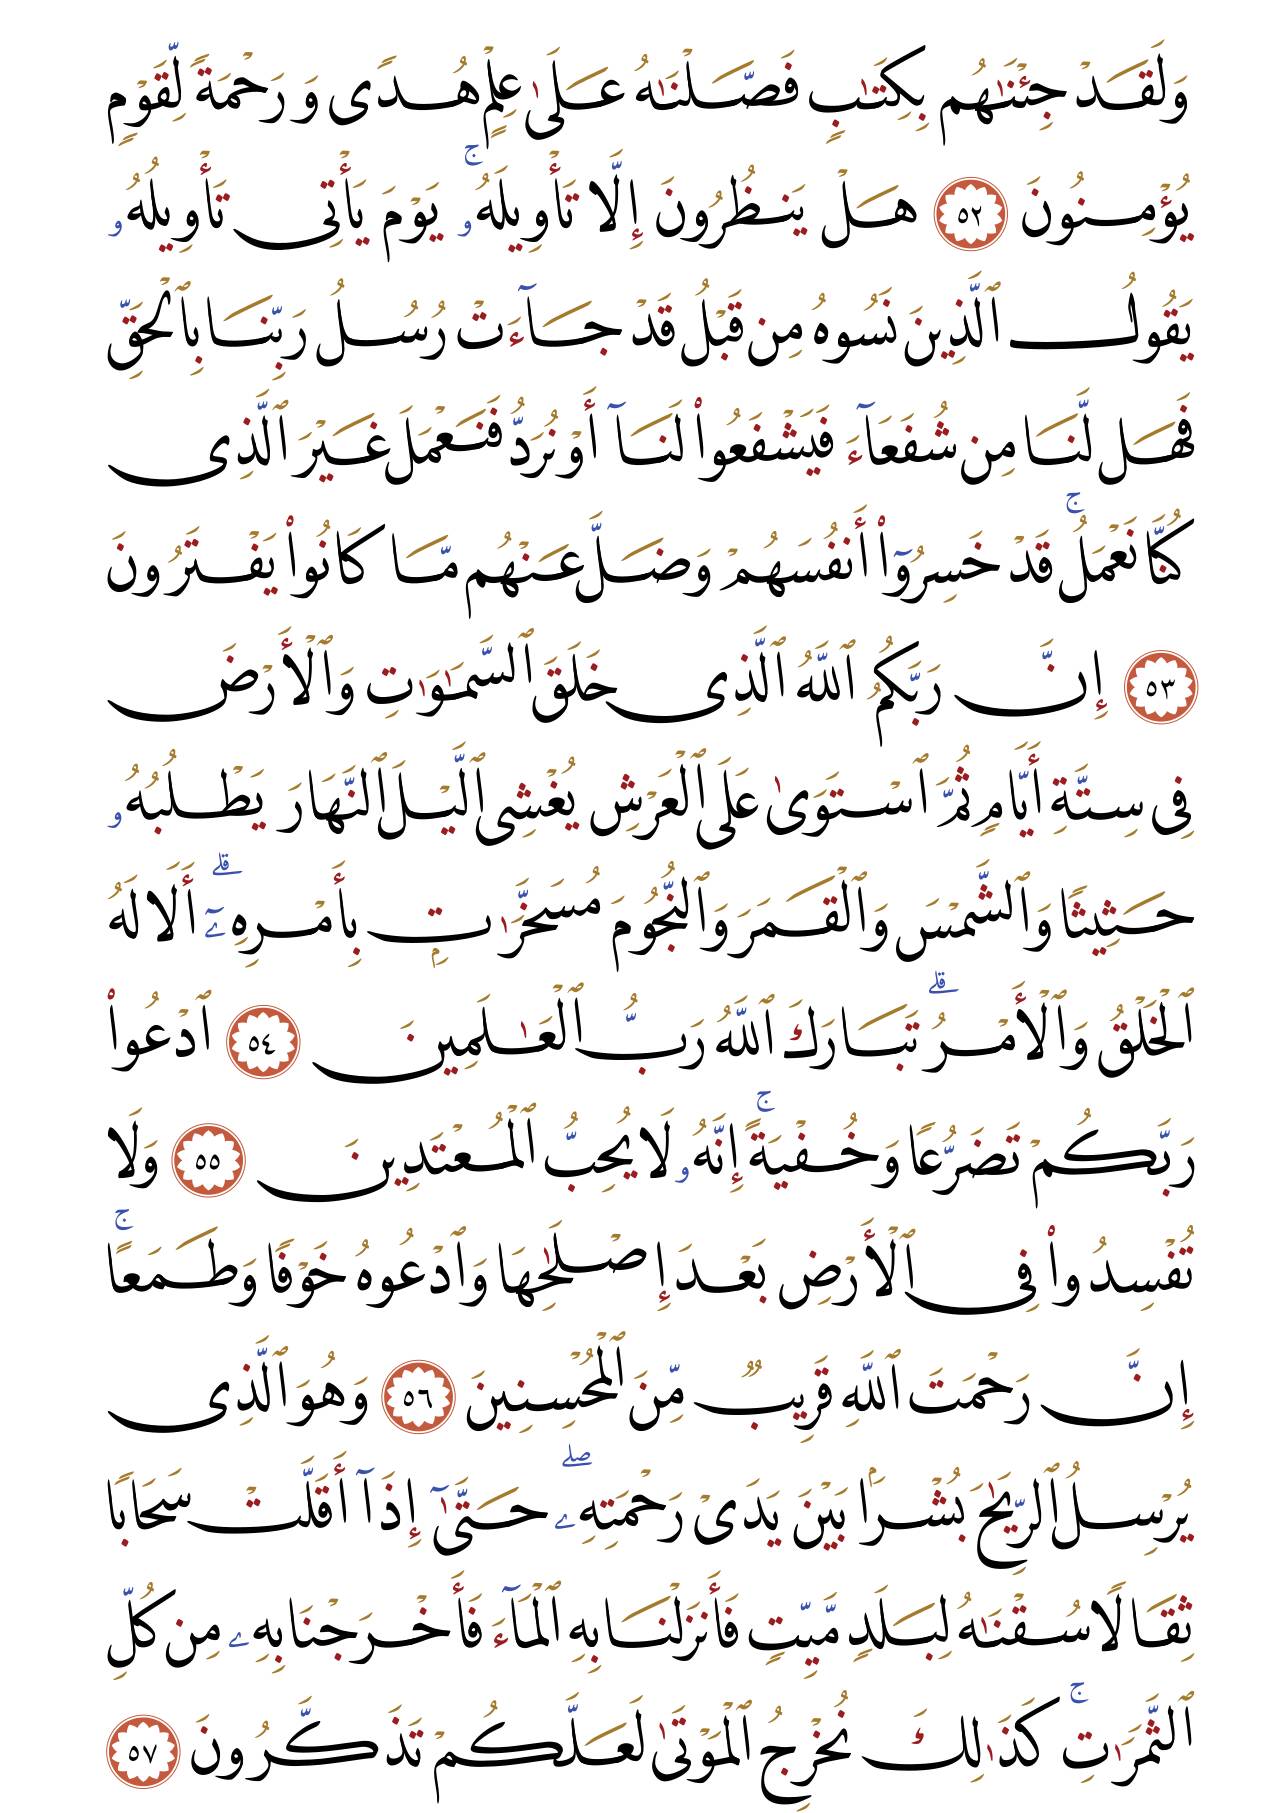 وَلَقَدْ جِئْنَٰهُم بِكِتَٰبٍ فَصَّلْنَٰهُ عَلَىٰ عِلْمٍ هُدًى وَرَحْمَةً لِّقَوْمٍ
يُؤْمِنُونَ ٥٢ هَلْ يَنظُرُونَ إِلَّا تَأْوِيلَهُۥ ۚ يَوْمَ يَأْتِى تَأْوِيلُهُۥ
يَقُولُ ٱلَّذِينَ نَسُوهُ مِن قَبْلُ قَدْ جَآءَتْ رُسُلُ رَبِّنَا بِٱلْحَقِّ
فَهَل لَّنَا مِن شُفَعَآءَ فَيَشْفَعُوا۟ لَنَآ أَوْ نُرَدُّ فَنَعْمَلَ غَيْرَ ٱلَّذِى
كُنَّا نَعْمَلُ ۚ قَدْ خَسِرُوٓا۟ أَنفُسَهُمْ وَضَلَّ عَنْهُم مَّا كَانُوا۟ يَفْتَرُونَ
٥٣ إِنَّ رَبَّكُمُ ٱللَّهُ ٱلَّذِى خَلَقَ ٱلسَّمَٰوَٰتِ وَٱلْأَرْضَ
فِى سِتَّةِ أَيَّامٍ ثُمَّ ٱسْتَوَىٰ عَلَى ٱلْعَرْشِ يُغْشِى ٱلَّيْلَ ٱلنَّهَارَ يَطْلُبُهُۥ
حَثِيثًا وَٱلشَّمْسَ وَٱلْقَمَرَ وَٱلنُّجُومَ مُسَخَّرَٰتٍۭ بِأَمْرِهِۦٓ ۗ أَلَا لَهُ
ٱلْخَلْقُ وَٱلْأَمْرُ ۗ تَبَارَكَ ٱللَّهُ رَبُّ ٱلْعَٰلَمِينَ ٥٤ ٱدْعُوا۟
رَبَّكُمْ تَضَرُّعًا وَخُفْيَةً ۚ إِنَّهُۥ لَا يُحِبُّ ٱلْمُعْتَدِينَ ٥٥ وَلَا
تُفْسِدُوا۟ فِى ٱلْأَرْضِ بَعْدَ إِصْلَٰحِهَا وَٱدْعُوهُ خَوْفًا وَطَمَعًا ۚ
إِنَّ رَحْمَتَ ٱللَّهِ قَرِيبٌ مِّنَ ٱلْمُحْسِنِينَ ٥٦ وَهُوَ ٱلَّذِى
يُرْسِلُ ٱلرِّيَٰحَ بُشْرًۢا بَيْنَ يَدَىْ رَحْمَتِهِۦ ۖ حَتَّىٰٓ إِذَآ أَقَلَّتْ سَحَابًا
ثِقَالًا سُقْنَٰهُ لِبَلَدٍ مَّيِّتٍ فَأَنزَلْنَا بِهِ ٱلْمَآءَ فَأَخْرَجْنَا بِهِۦ مِن كُلِّ
ٱلثَّمَرَٰتِ ۚ كَذَٰلِكَ نُخْرِجُ ٱلْمَوْتَىٰ لَعَلَّكُمْ تَذَكَّرُونَ ٥٧